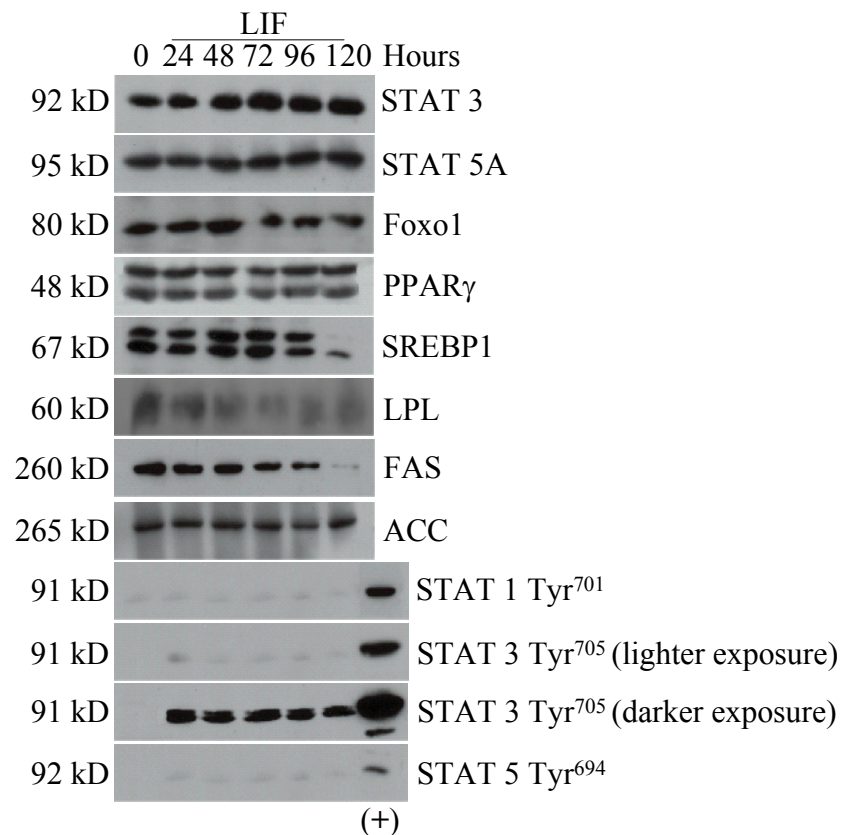 LIF
0 24 48 72 96 120 Hours
92 kD STAT 3
95 kD STAT 5A
80 kD Foxo1
48 kD PPARγ
67 kD SREBP1
60 kD LPL
260 kD FAS
265 kD ACC
91 kD STAT 1 Tyr⁷⁰¹
91 kD STAT 3 Tyr⁷⁰⁵ (lighter exposure)
91 kD STAT 3 Tyr⁷⁰⁵ (darker exposure)
92 kD STAT 5 Tyr⁶⁹⁴
(+)